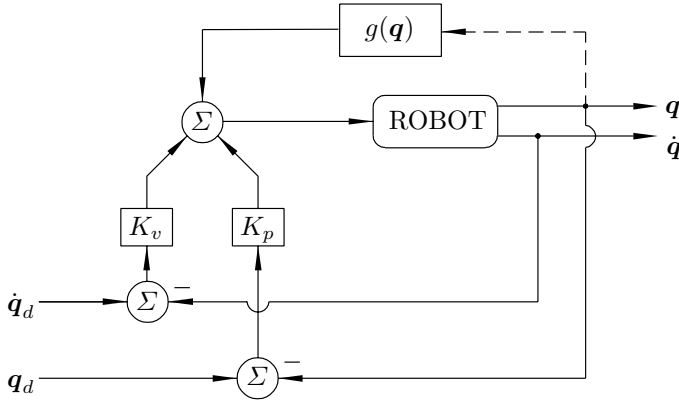 g(q)
Σ
ROBOT
q
q̇
K_v
K_p
q̇_d
Σ
−
q_d
Σ
−